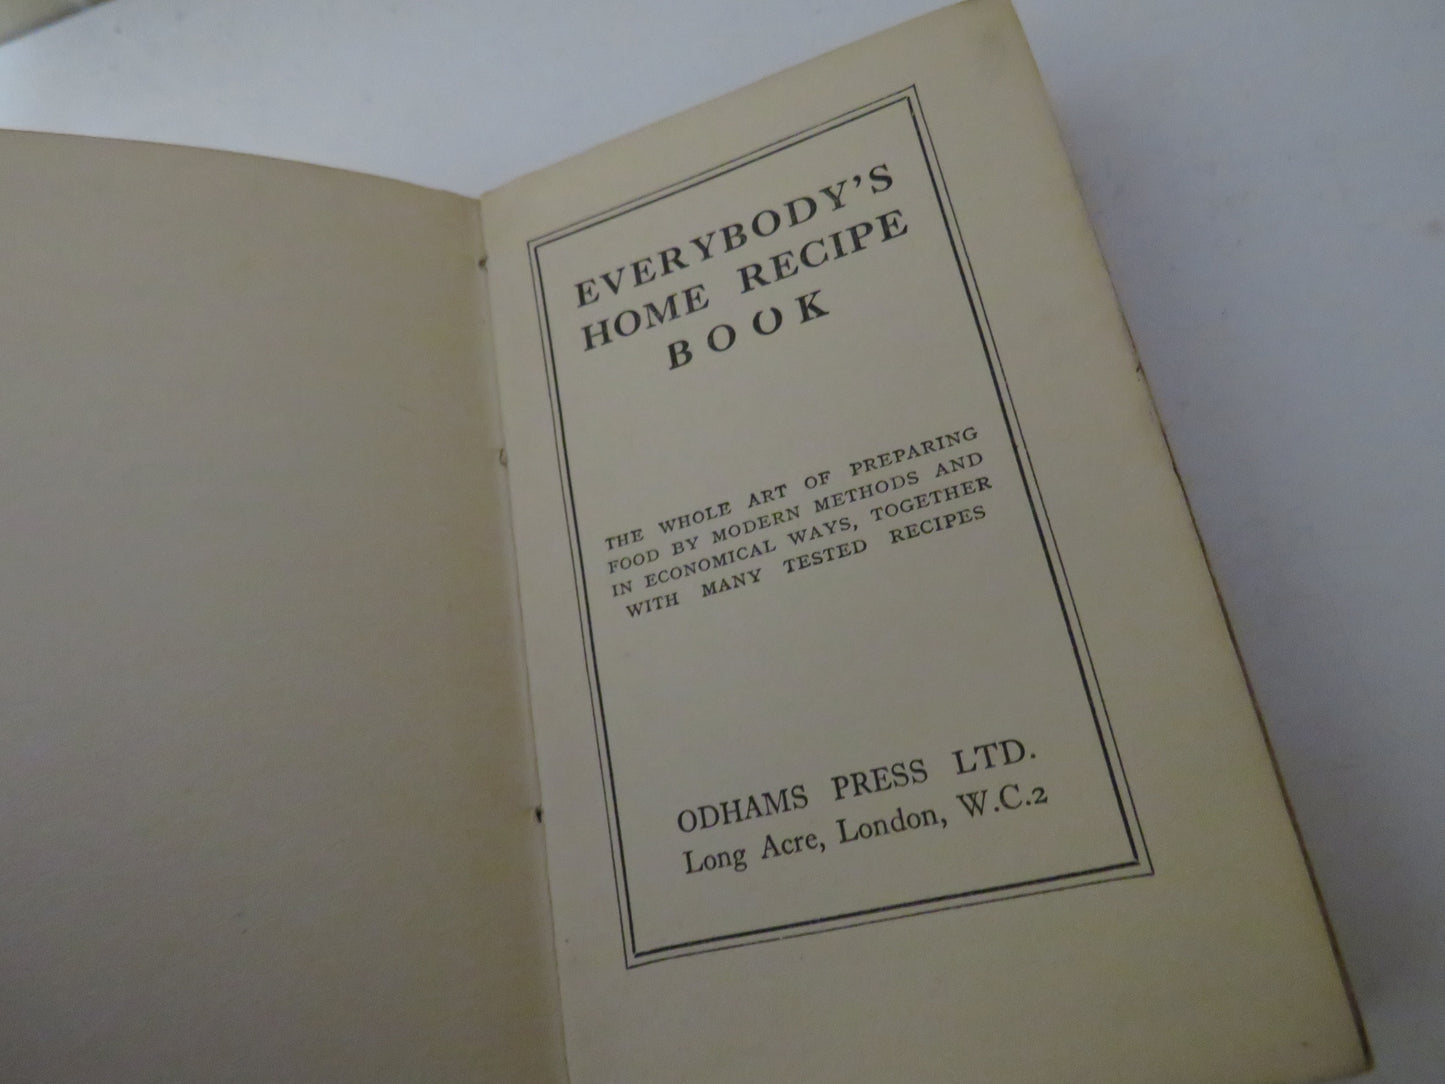 EVERYBODY'S
HOME RECIPE
BOOK
THE WHOLE ART OF PREPARING
FOOD BY MODERN METHODS AND
IN ECONOMICAL WAYS, TOGETHER
WITH MANY TESTED RECIPES
ODHAMS PRESS LTD.
Long Acre, London, W.C.2